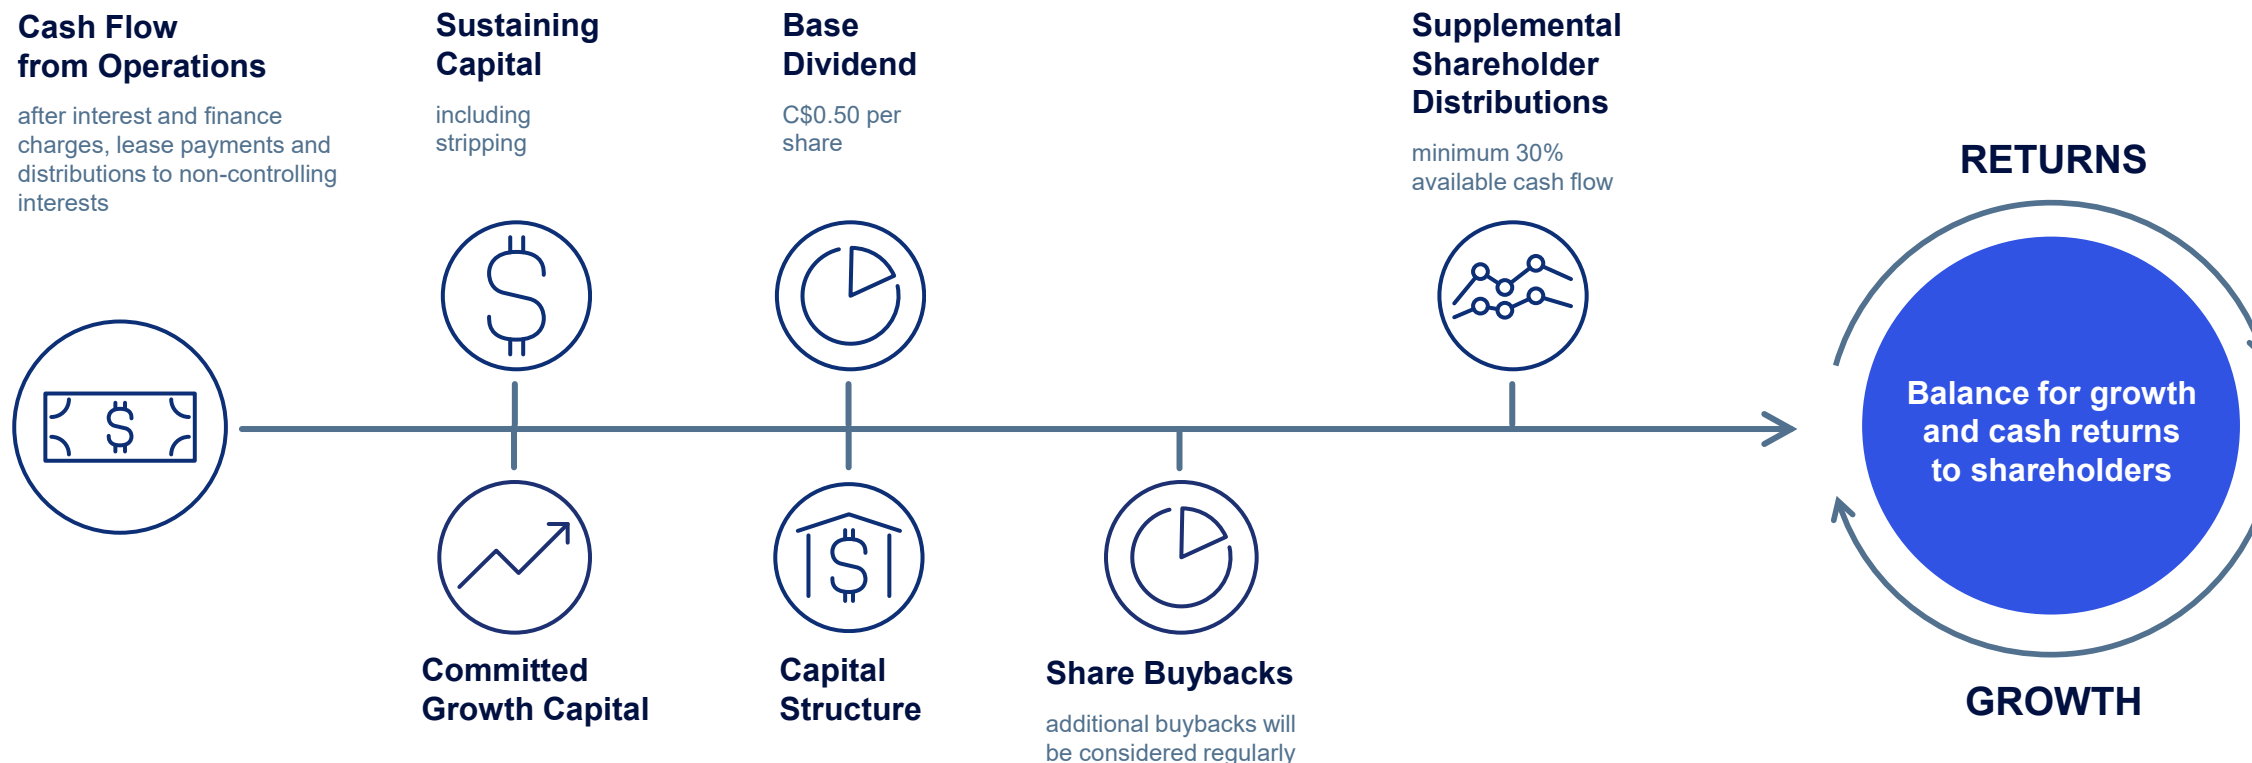 Cash Flow
from Operations
after interest and finance
charges, lease payments and
distributions to non-controlling
interests
Sustaining
Capital
including
stripping
Base
Dividend
C$0.50 per
share
Supplemental
Shareholder
Distributions
minimum 30%
available cash flow
RETURNS
Balance for growth
and cash returns
to shareholders
Committed
Growth Capital
Capital
Structure
Share Buybacks
additional buybacks will
be considered regularly
GROWTH